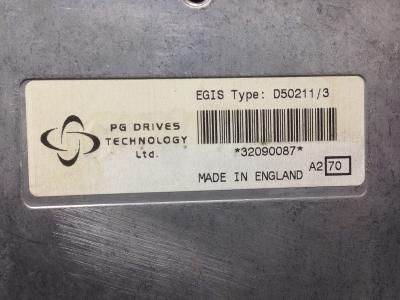 EGIS Type: D50211/3
PG DRIVES
TECHNOLOGY
Ltd.
*32090087*
MADE IN ENGLAND A2 70